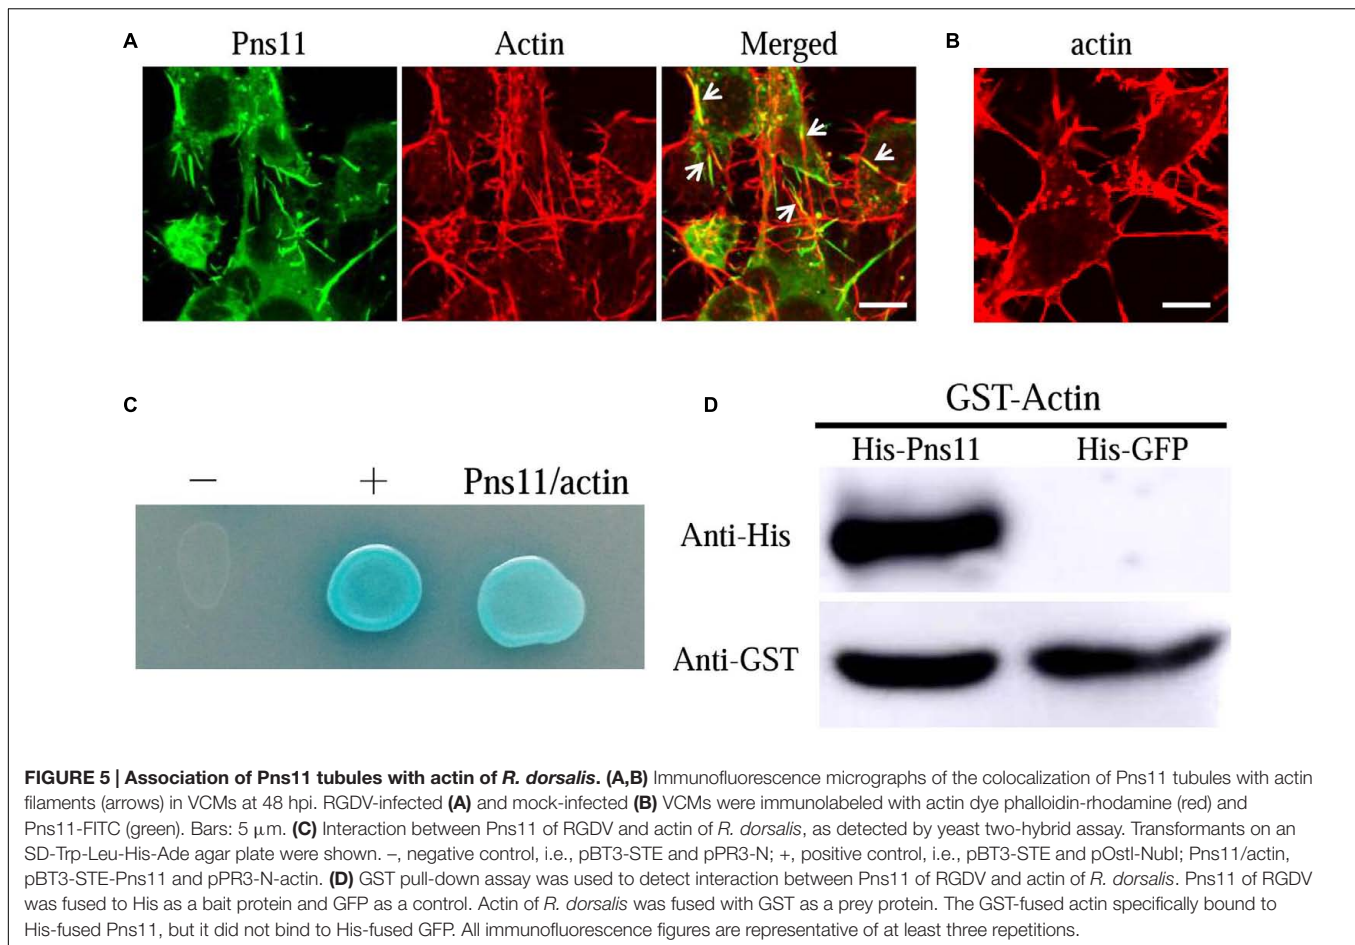 A Pns11 Actin Merged B actin
C
D GST-Actin
His-Pns11 His-GFP
− + Pns11/actin
Anti-His
Anti-GST
FIGURE 5 | Association of Pns11 tubules with actin of R. dorsalis. (A,B) Immunofluorescence micrographs of the colocalization of Pns11 tubules with actin
filaments (arrows) in VCMs at 48 hpi. RGDV-infected (A) and mock-infected (B) VCMs were immunolabeled with actin dye phalloidin-rhodamine (red) and
Pns11-FITC (green). Bars: 5 μm. (C) Interaction between Pns11 of RGDV and actin of R. dorsalis, as detected by yeast two-hybrid assay. Transformants on an
SD-Trp-Leu-His-Ade agar plate were shown. –, negative control, i.e., pBT3-STE and pPR3-N; +, positive control, i.e., pBT3-STE and pOstl-NubI; Pns11/actin,
pBT3-STE-Pns11 and pPR3-N-actin. (D) GST pull-down assay was used to detect interaction between Pns11 of RGDV and actin of R. dorsalis. Pns11 of RGDV
was fused to His as a bait protein and GFP as a control. Actin of R. dorsalis was fused with GST as a prey protein. The GST-fused actin specifically bound to
His-fused Pns11, but it did not bind to His-fused GFP. All immunofluorescence figures are representative of at least three repetitions.